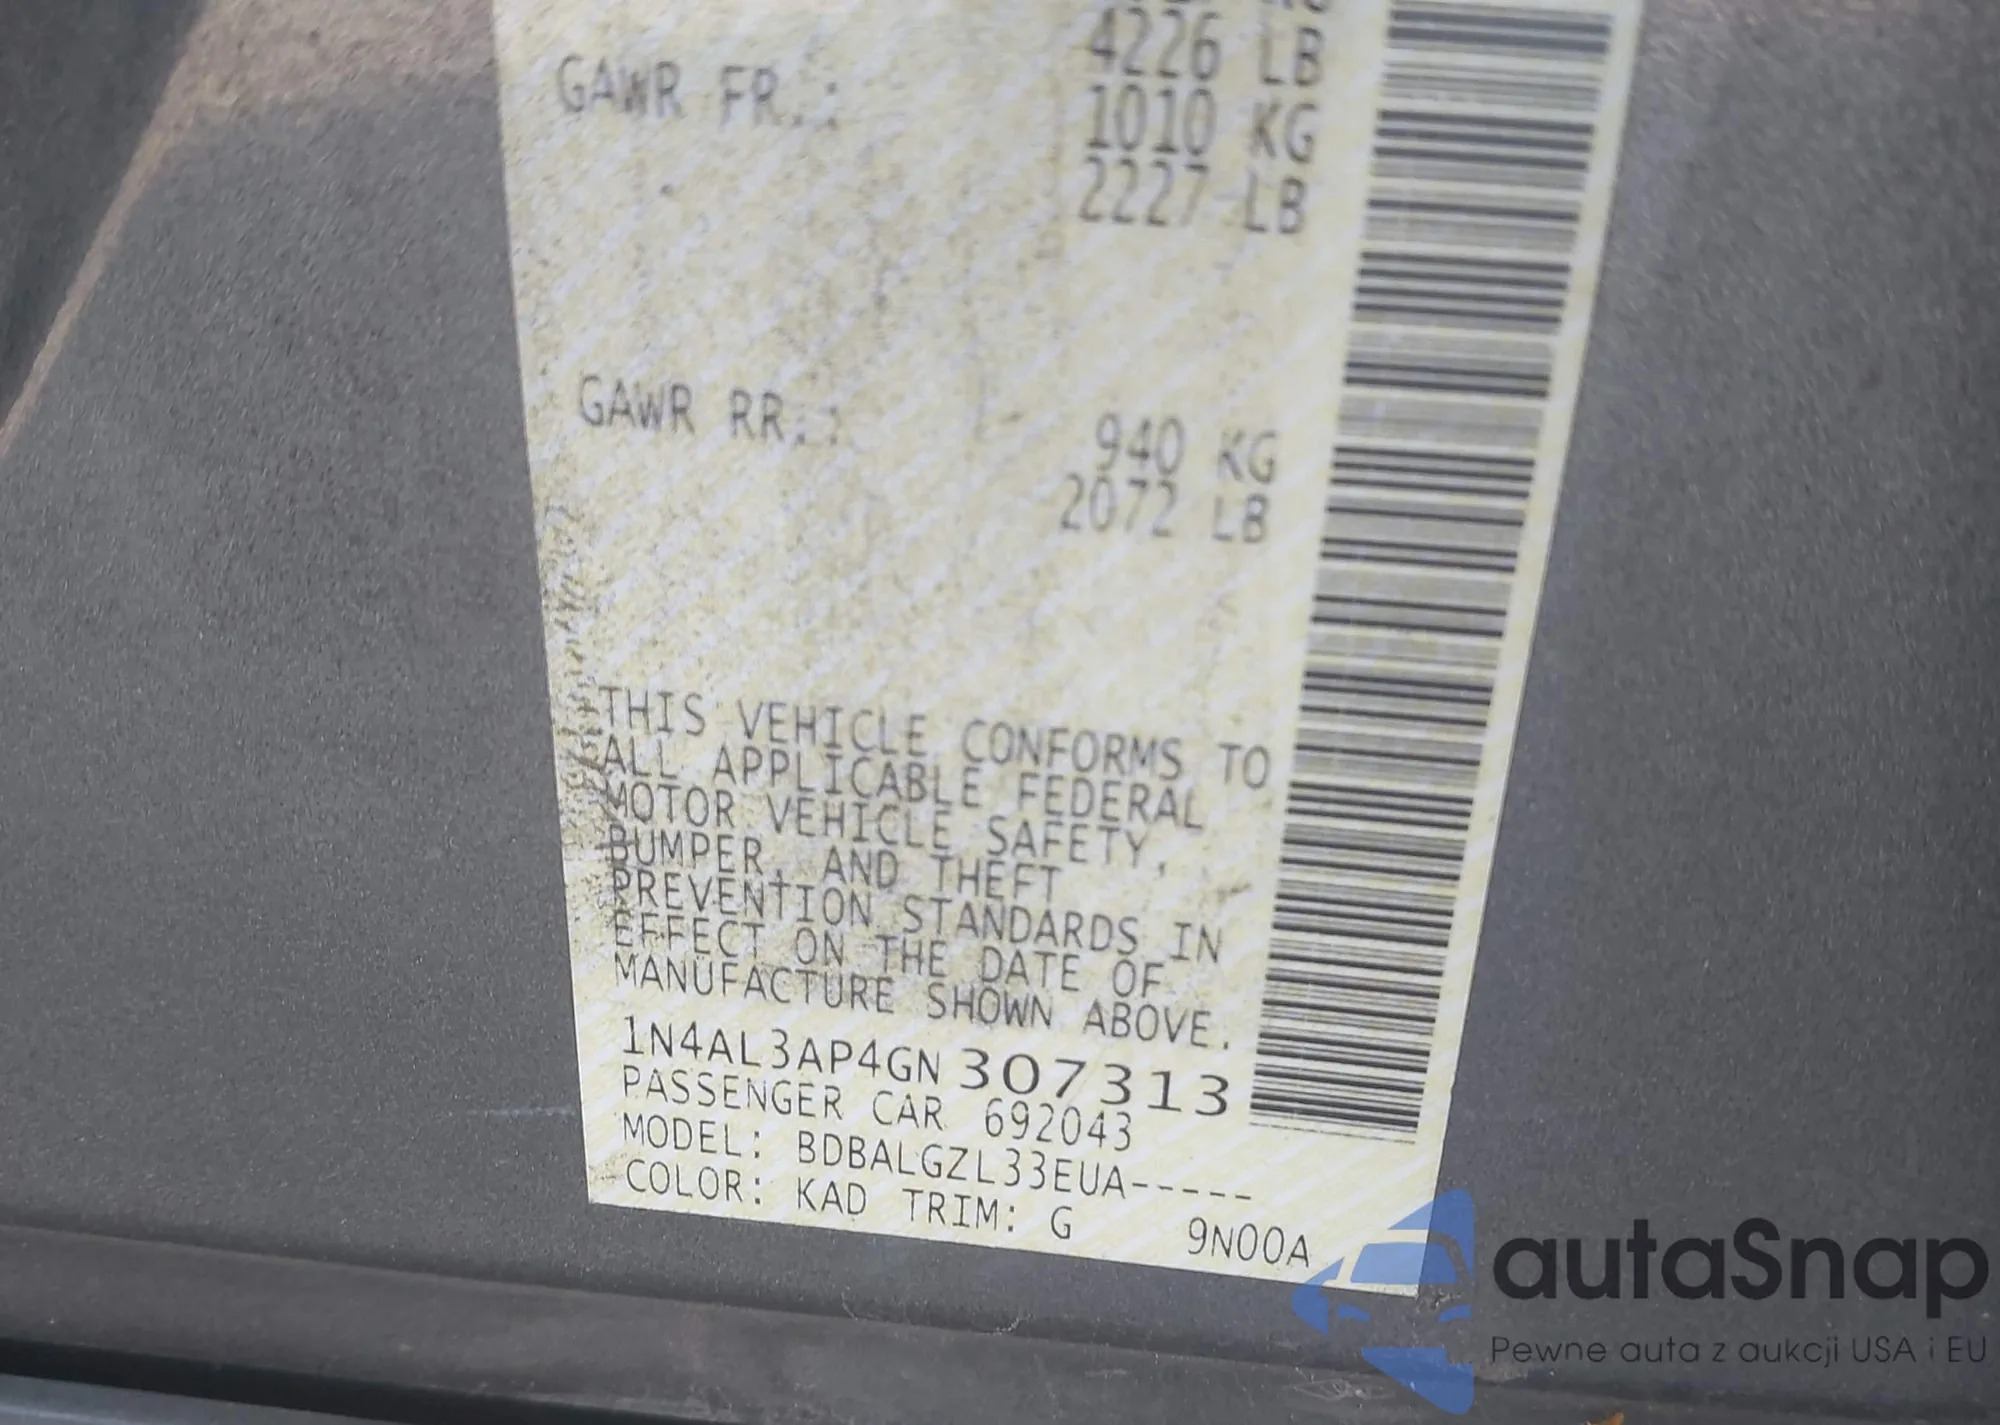 4226 LB
GAWR FR.: 1010 KG
2227 LB
GAWR RR.: 940 KG
2072 LB
THIS VEHICLE CONFORMS TO
ALL APPLICABLE FEDERAL
MOTOR VEHICLE SAFETY,
BUMPER, AND THEFT
PREVENTION STANDARDS IN
EFFECT ON THE DATE OF
MANUFACTURE SHOWN ABOVE.
1N4AL3AP4GN 307313
PASSENGER CAR 692043
MODEL: BDBALGZL33EUA-----
COLOR: KAD TRIM: G 9N00A
autaSnap
Pewne auta z aukcji USA i EU